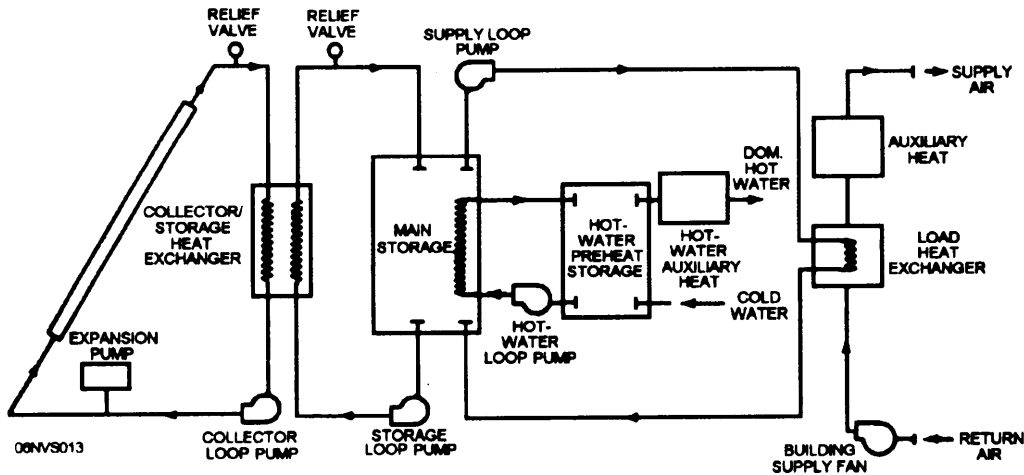 RELIEF
VALVE
RELIEF
VALVE
SUPPLY LOOP
PUMP
SUPPLY
AIR
AUXILIARY
HEAT
DOM.
HOT
WATER
COLLECTOR/
STORAGE
HEAT
EXCHANGER
MAIN
STORAGE
HOT-
WATER
PREHEAT
STORAGE
HOT-
WATER
AUXILIARY
HEAT
LOAD
HEAT
EXCHANGER
COLD
WATER
HOT-
WATER
LOOP PUMP
EXPANSION
PUMP
06NVS013
COLLECTOR
LOOP PUMP
STORAGE
LOOP PUMP
BUILDING
SUPPLY FAN
RETURN
AIR